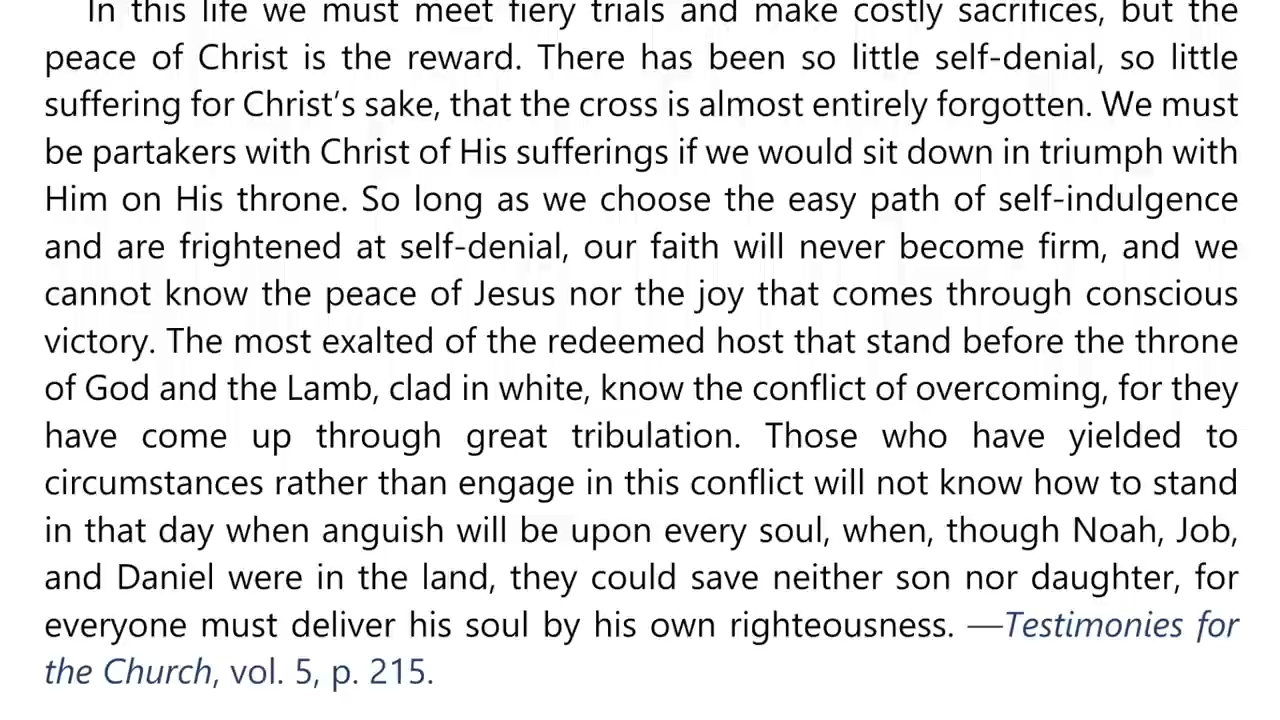 In this life we must meet fiery trials and make costly sacrifices, but the
peace of Christ is the reward. There has been so little self-denial, so little
suffering for Christ's sake, that the cross is almost entirely forgotten. We must
be partakers with Christ of His sufferings if we would sit down in triumph with
Him on His throne. So long as we choose the easy path of self-indulgence
and are frightened at self-denial, our faith will never become firm, and we
cannot know the peace of Jesus nor the joy that comes through conscious
victory. The most exalted of the redeemed host that stand before the throne
of God and the Lamb, clad in white, know the conflict of overcoming, for they
have come up through great tribulation. Those who have yielded to
circumstances rather than engage in this conflict will not know how to stand
in that day when anguish will be upon every soul, when, though Noah, Job,
and Daniel were in the land, they could save neither son nor daughter, for
everyone must deliver his soul by his own righteousness. —Testimonies for
the Church, vol. 5, p. 215.